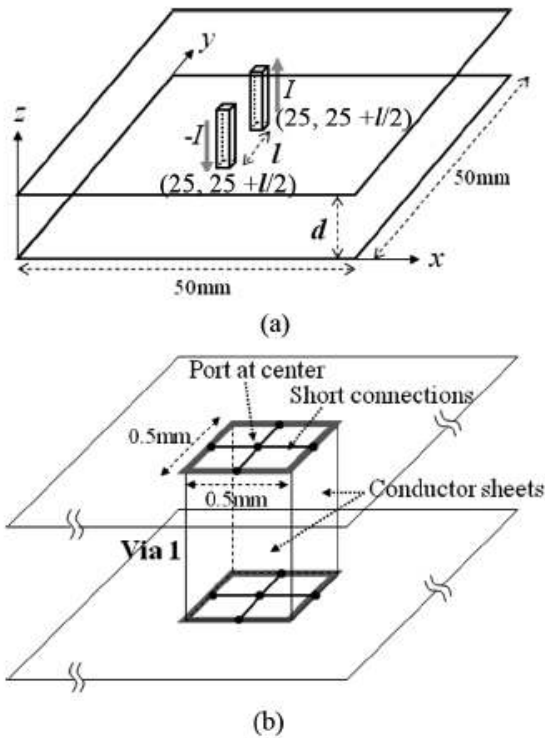 y
z
I
-I
(25, 25 +l/2)
l
(25, 25 +l/2)
50mm
d
x
50mm
(a)
Port at center
Short connections
0.5mm
0.5mm
Conductor sheets
Via 1
(b)